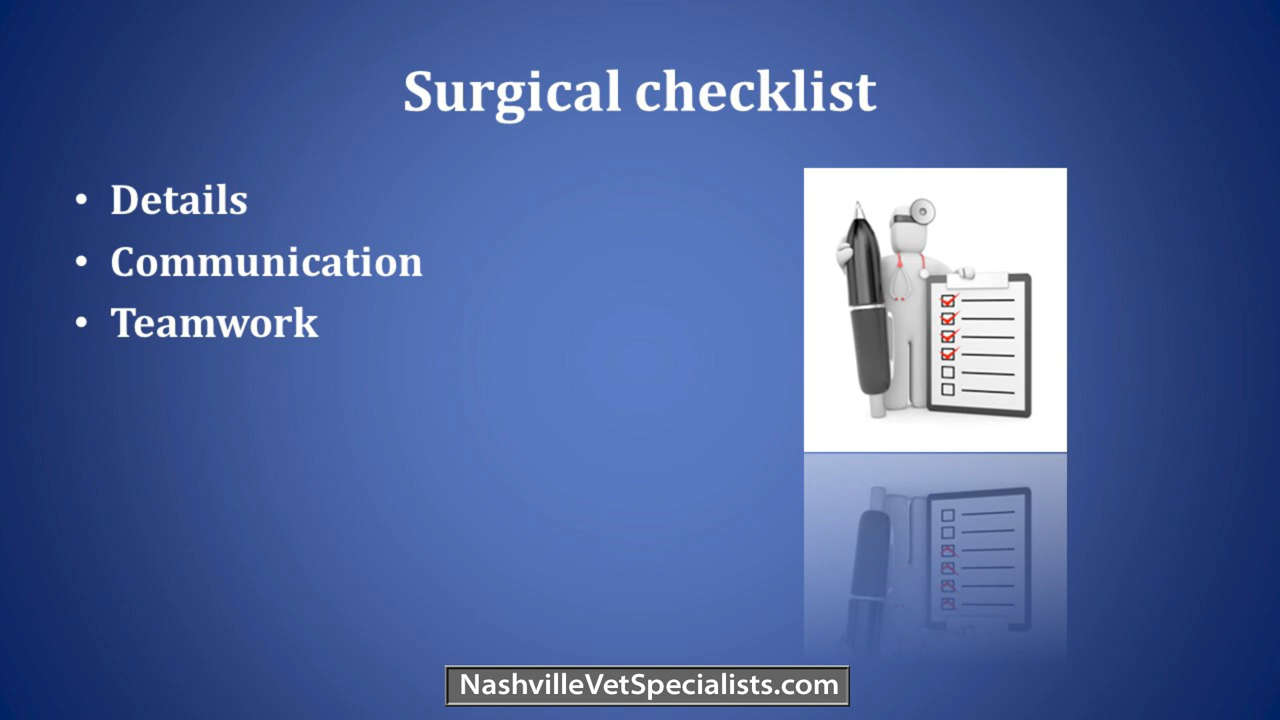 Surgical checklist
• Details
• Communication
• Teamwork
NashvilleVetSpecialists.com